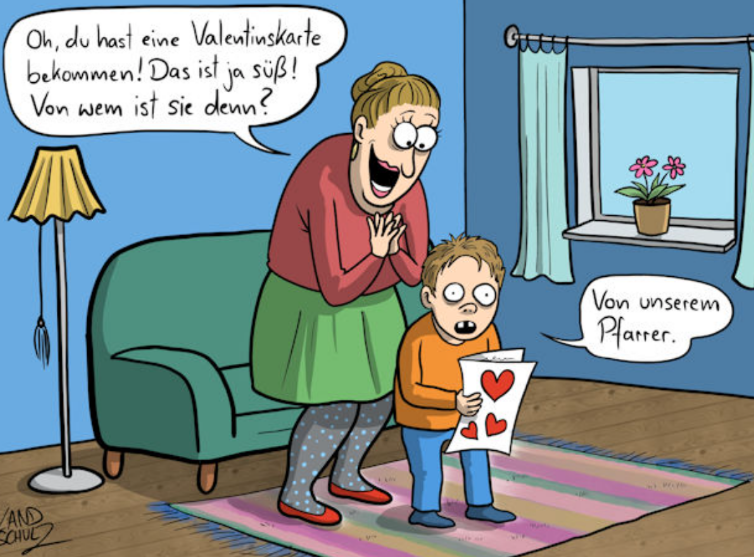 Oh, du hast eine Valentinskarte
bekommen! Das ist ja süß!
Von wem ist sie denn?
Von unserem
Pfarrer.